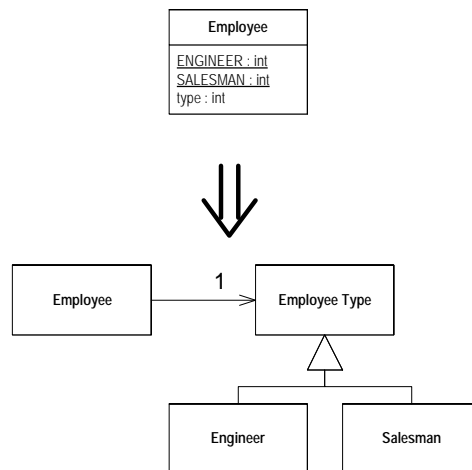 Employee
ENGINEER : int
SALESMAN : int
type : int
1
Employee
Employee Type
Engineer
Salesman